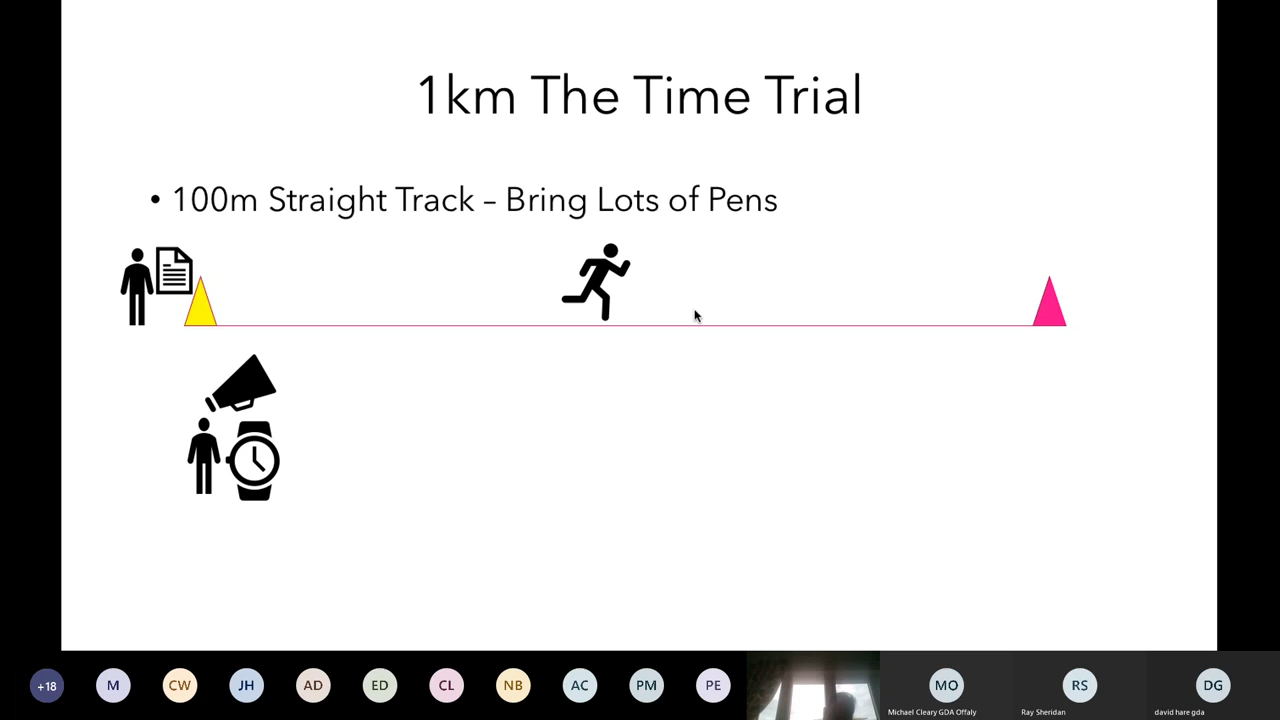 1km The Time Trial
• 100m Straight Track – Bring Lots of Pens
+18
M
CW
JH
AD
ED
CL
NB
AC
PM
PE
MO
RS
DG
Michael Cleary GDA Offaly
Ray Sheridan
david hare gda